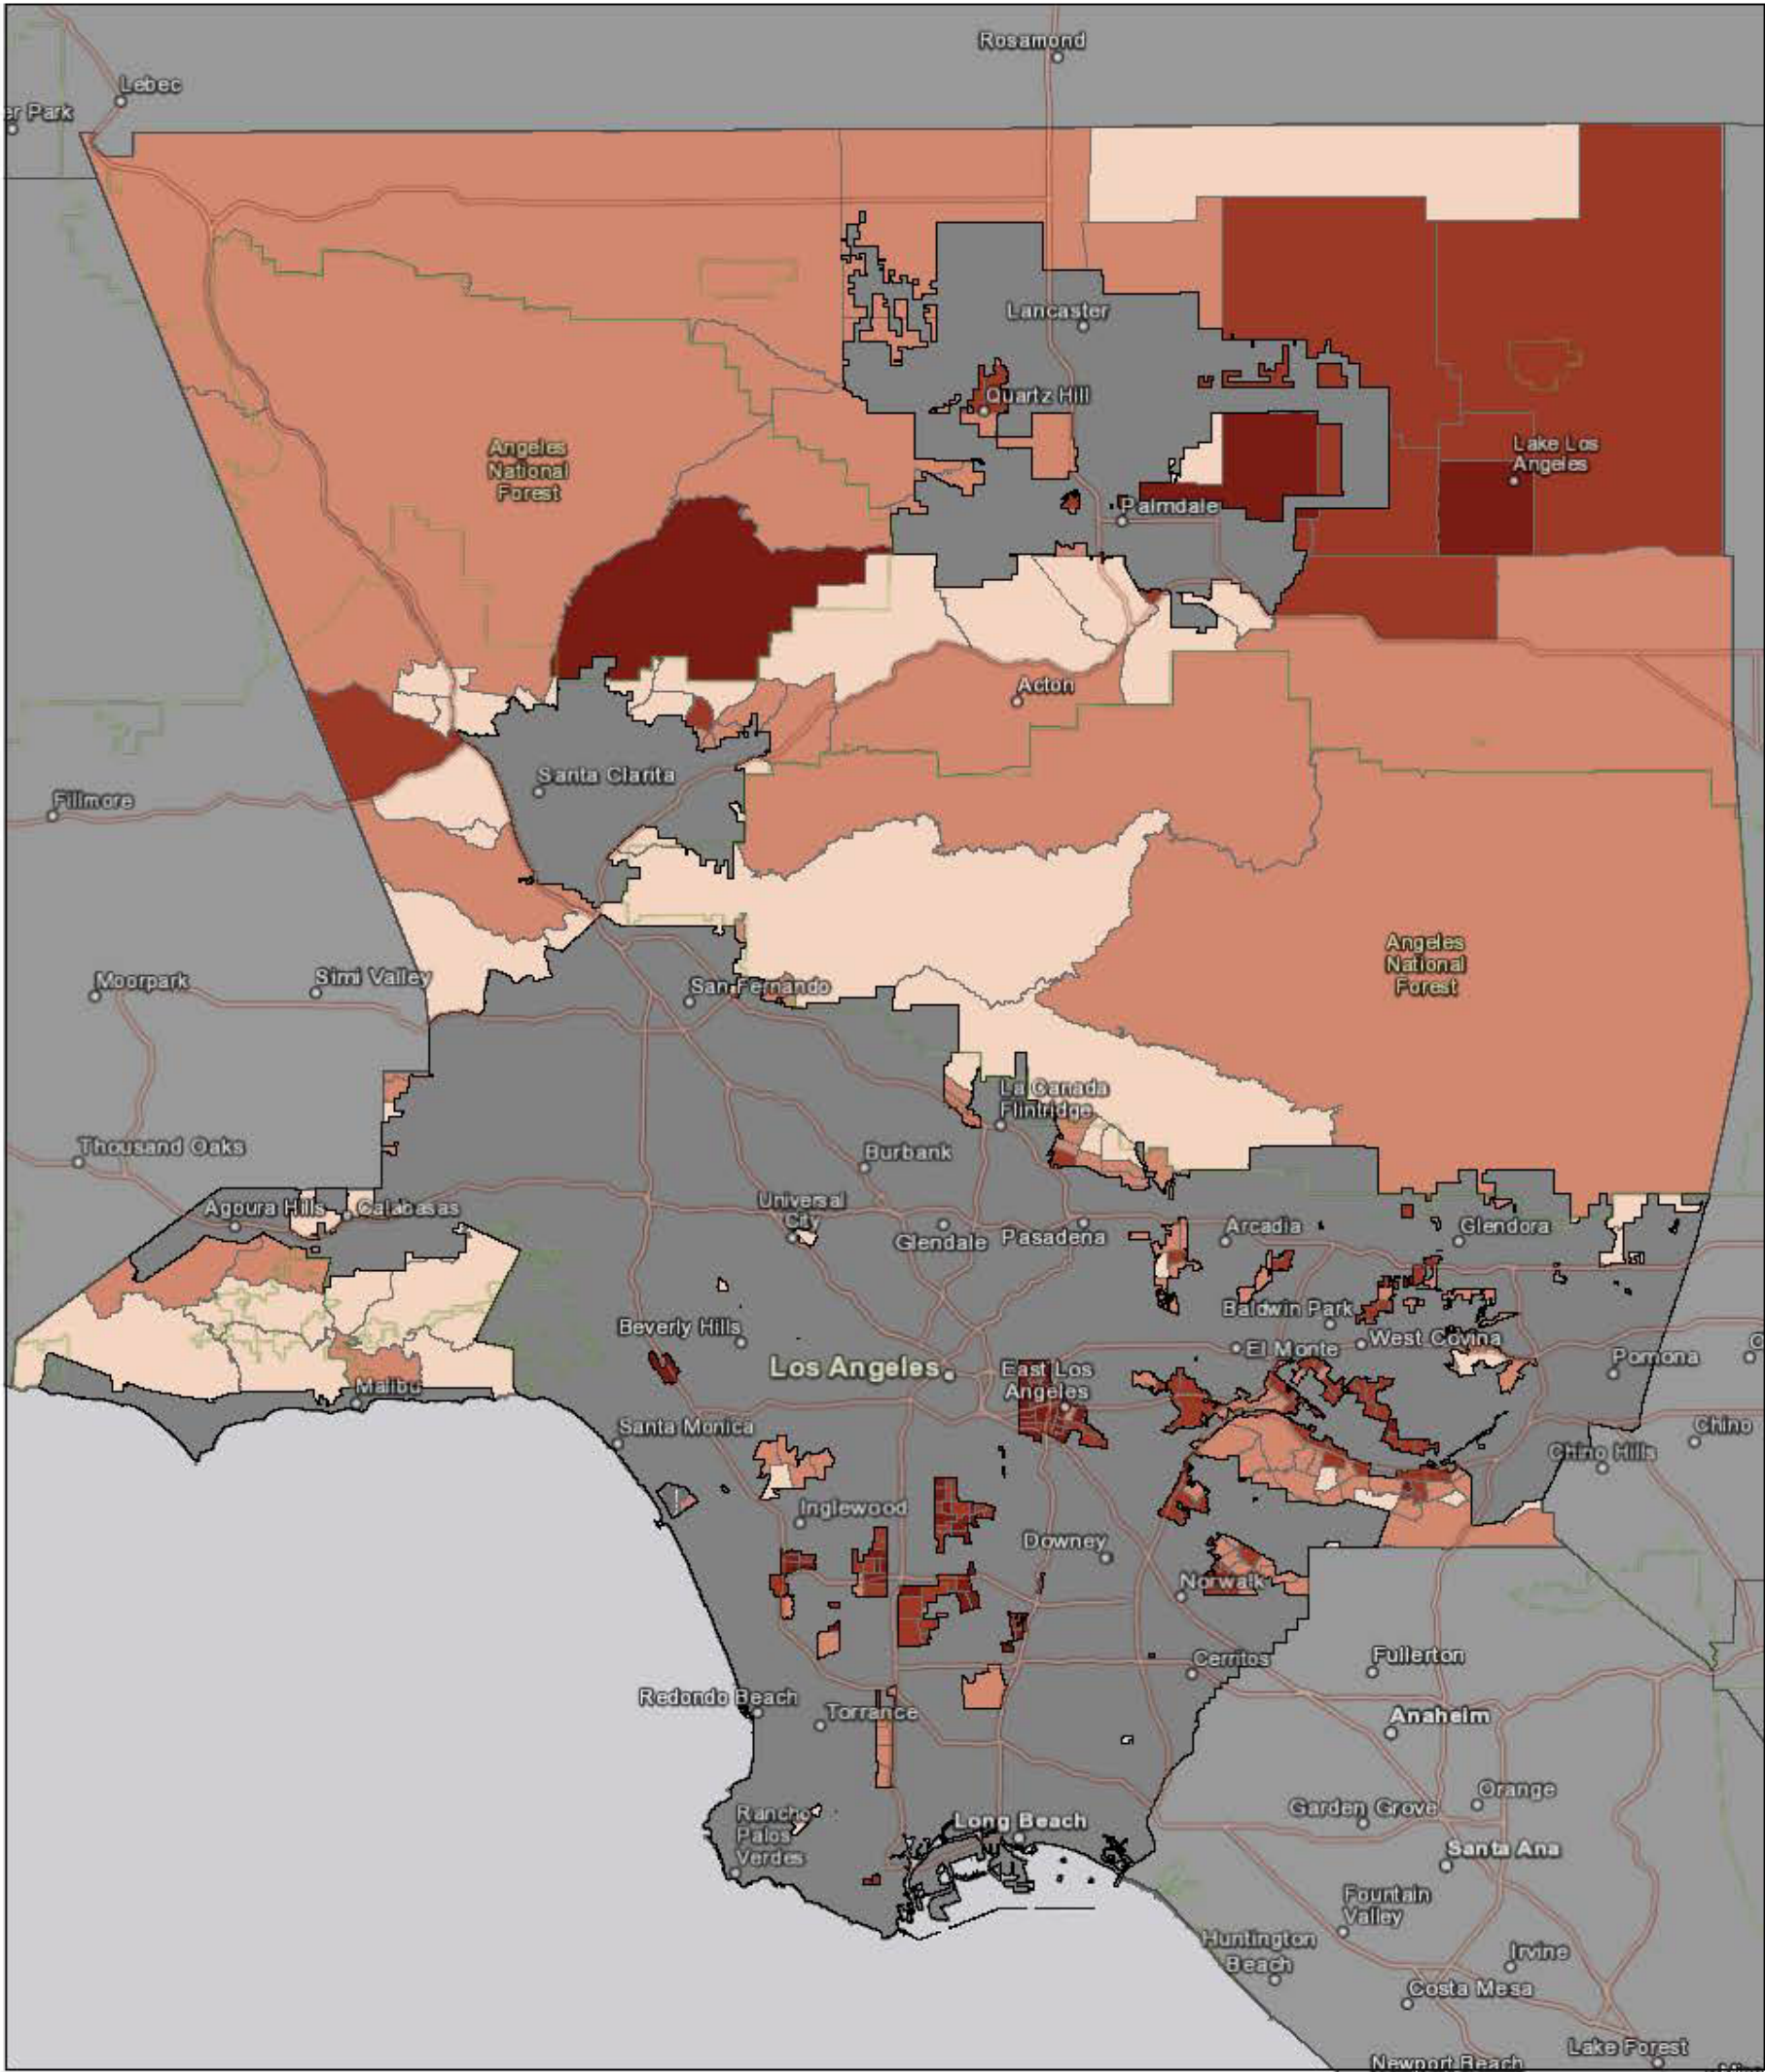 Rosamond
Lebec
er Park
Lancaster
Quartz Hill
Lake Los
Angeles
Angeles
National
Forest
Palmdale
Acton
Santa Clarita
Fillmore
Angeles
National
Forest
Moorpark
Simi Valley
San Fernando
La Canada
Flintridge
Thousand Oaks
Burbank
Agoura Hills
Calabasas
Universal
City
Glendale
Pasadena
Arcadia
Glendora
Baldwin Park
Beverly Hills
El Monte
West Covina
Pomona
Los Angeles
East Los
Angeles
Malibu
Santa Monica
Chino
Chino Hills
Inglewood
Downey
Norwalk
Cerritos
Fullerton
Redondo Beach
Torrance
Anaheim
Orange
Garden Grove
Rancho
Palos
Verdes
Long Beach
Santa Ana
Fountain
Valley
Huntington
Beach
Irvine
Costa Mesa
Lake Forest
Newport Beach